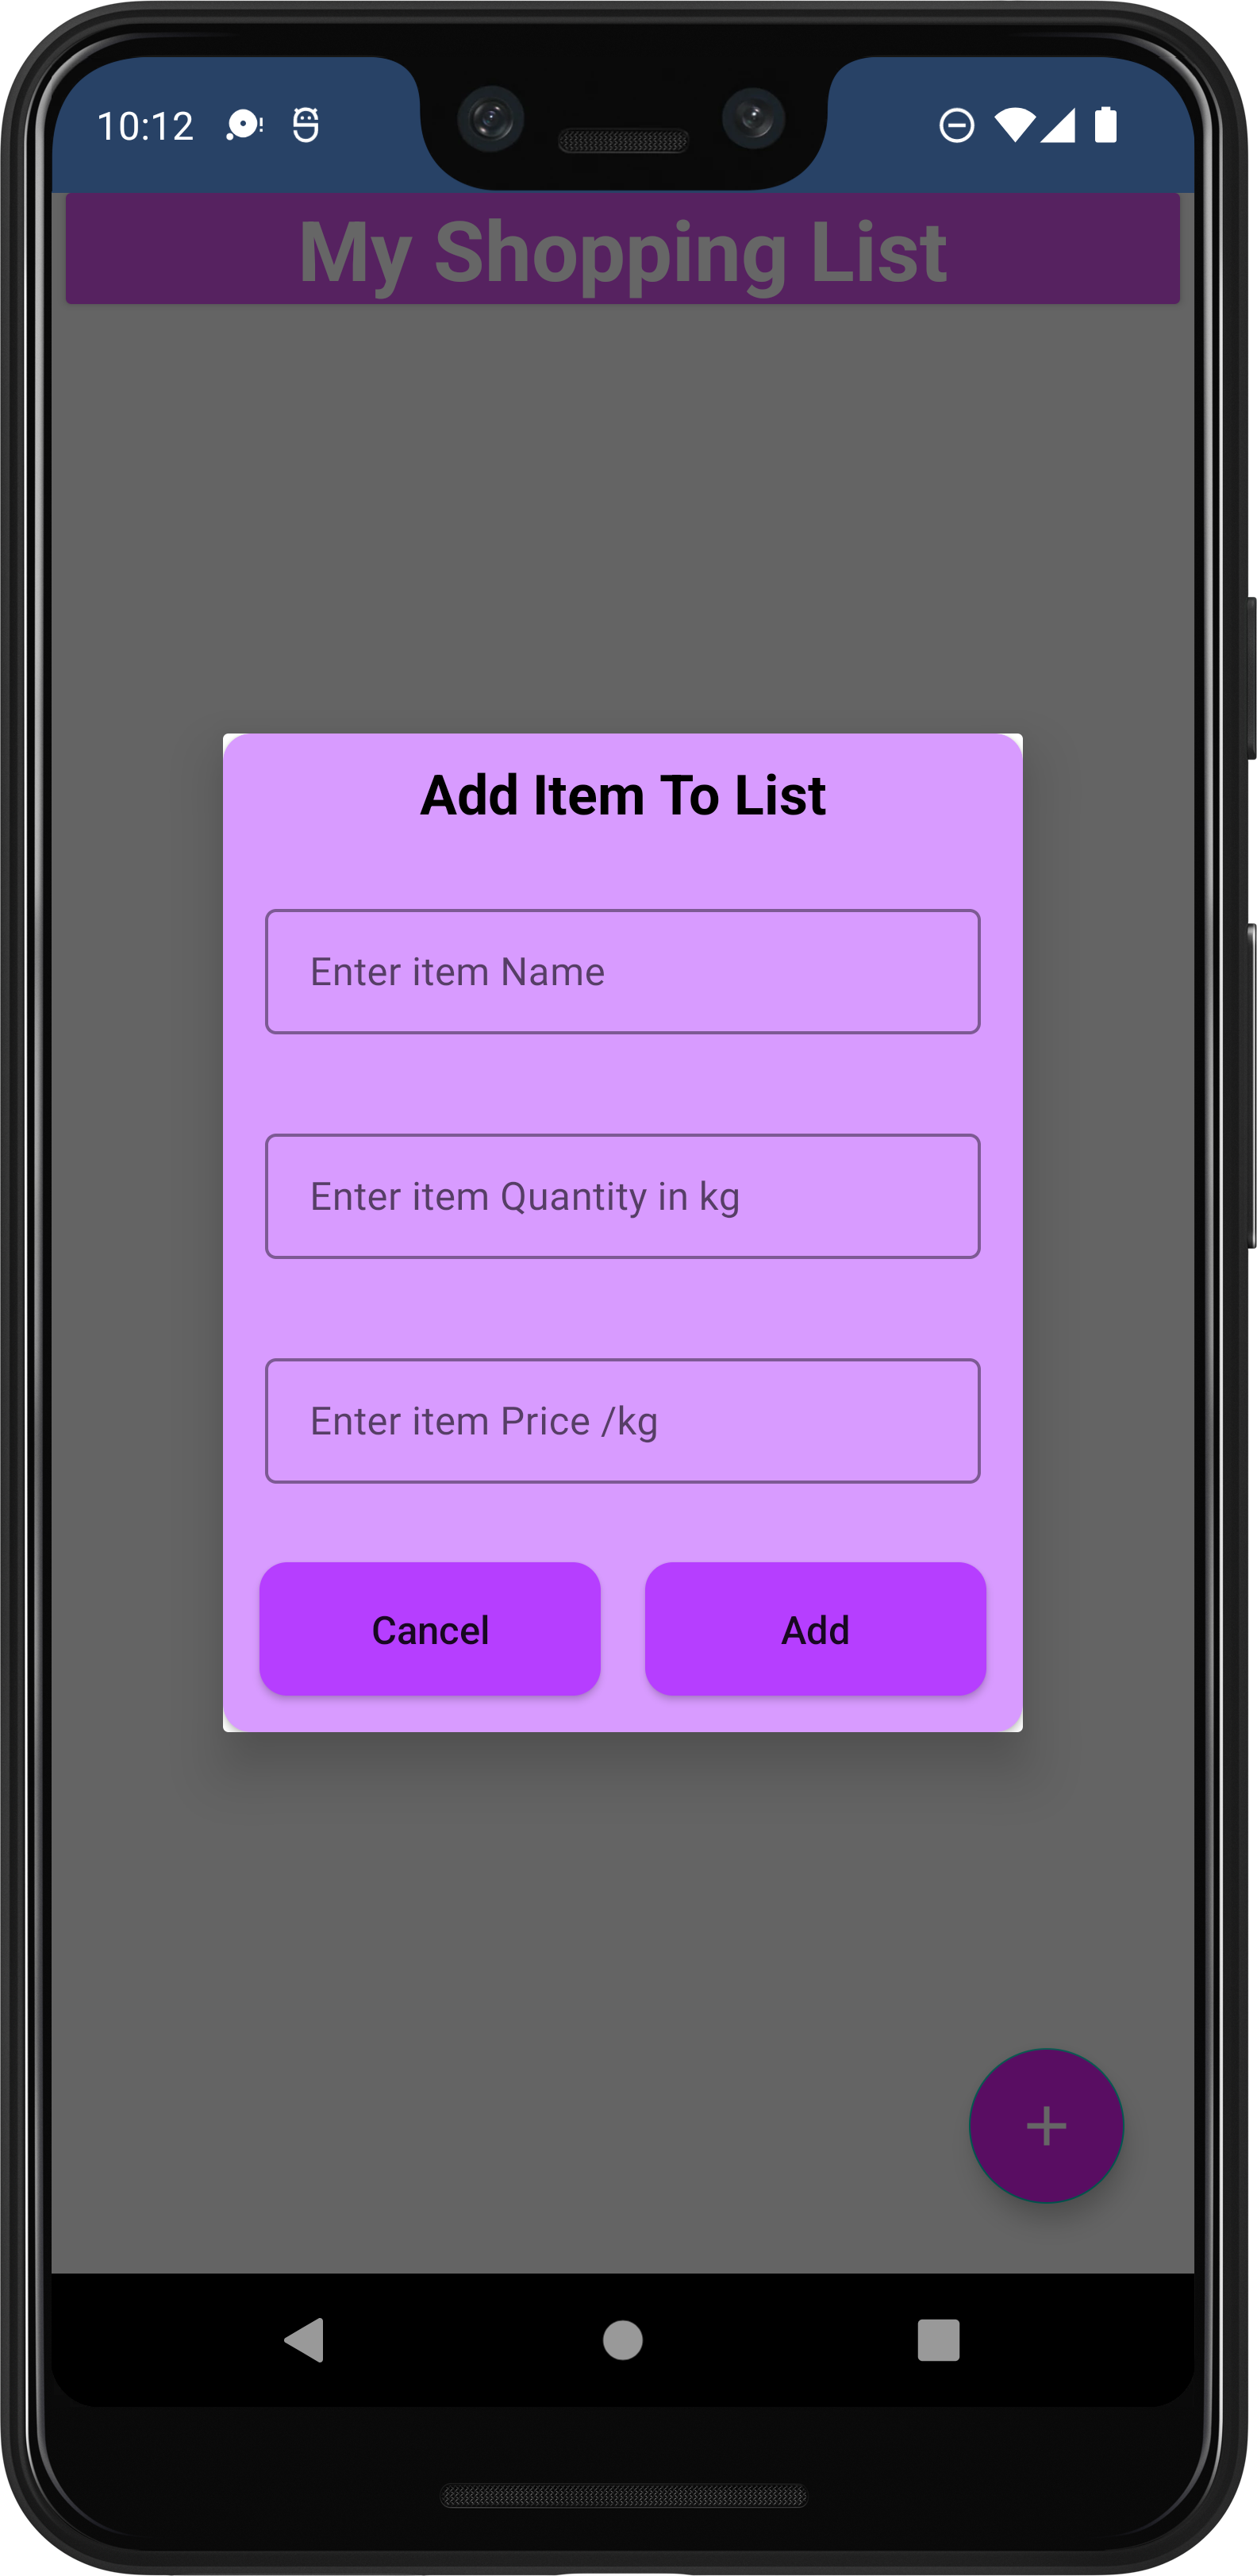 10:12
My Shopping List
Add Item To List
Enter item Name
Enter item Quantity in kg
Enter item Price /kg
Cancel Add